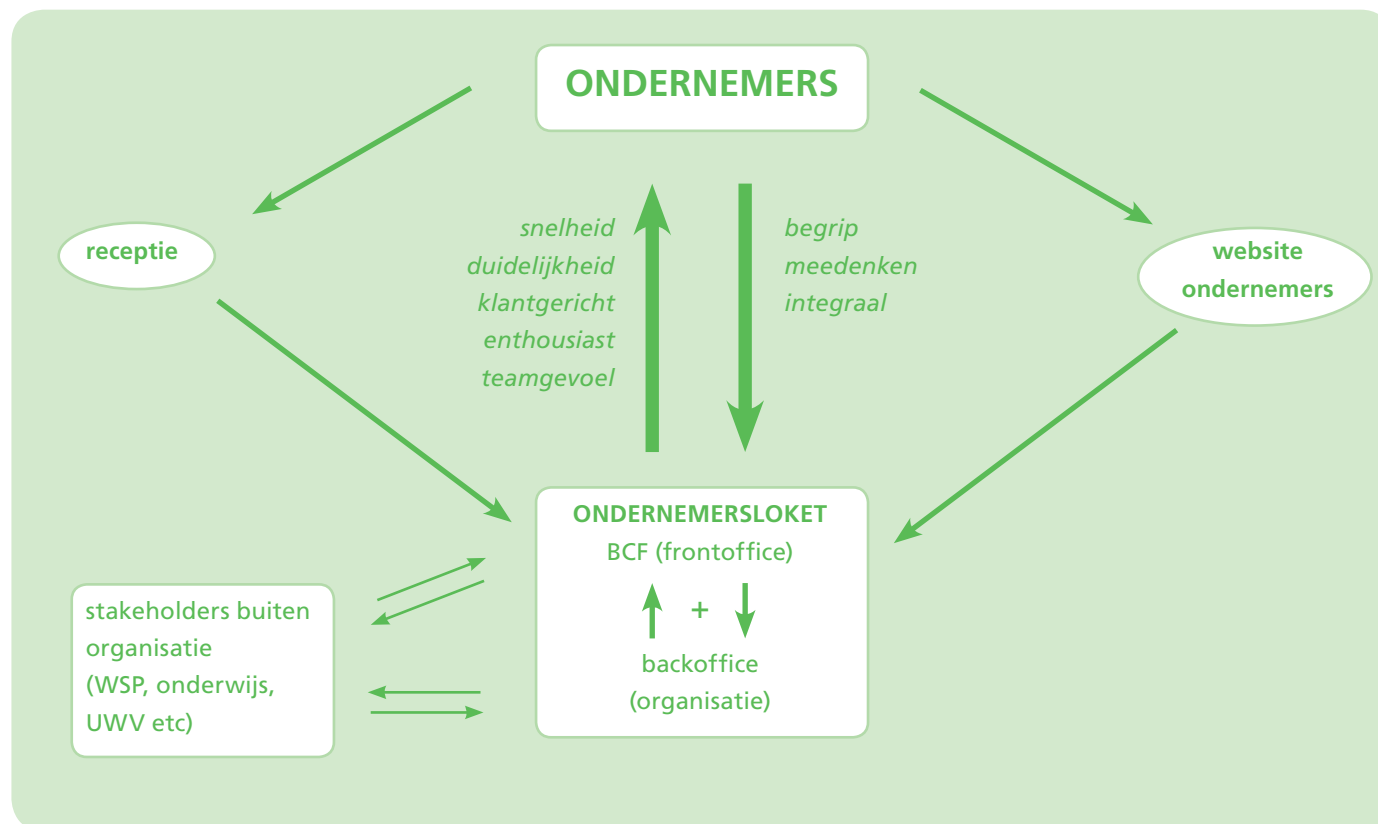 ONDERNEMERS
receptie
snelheid
duidelijkheid
klantgericht
enthousiast
teamgevoel
begrip
meedenken
integraal
website
ondernemers
ONDERNEMERSLOKET
BCF (frontoffice)
+
backoffice
(organisatie)
stakeholders buiten
organisatie
(WSP, onderwijs,
UWV etc)